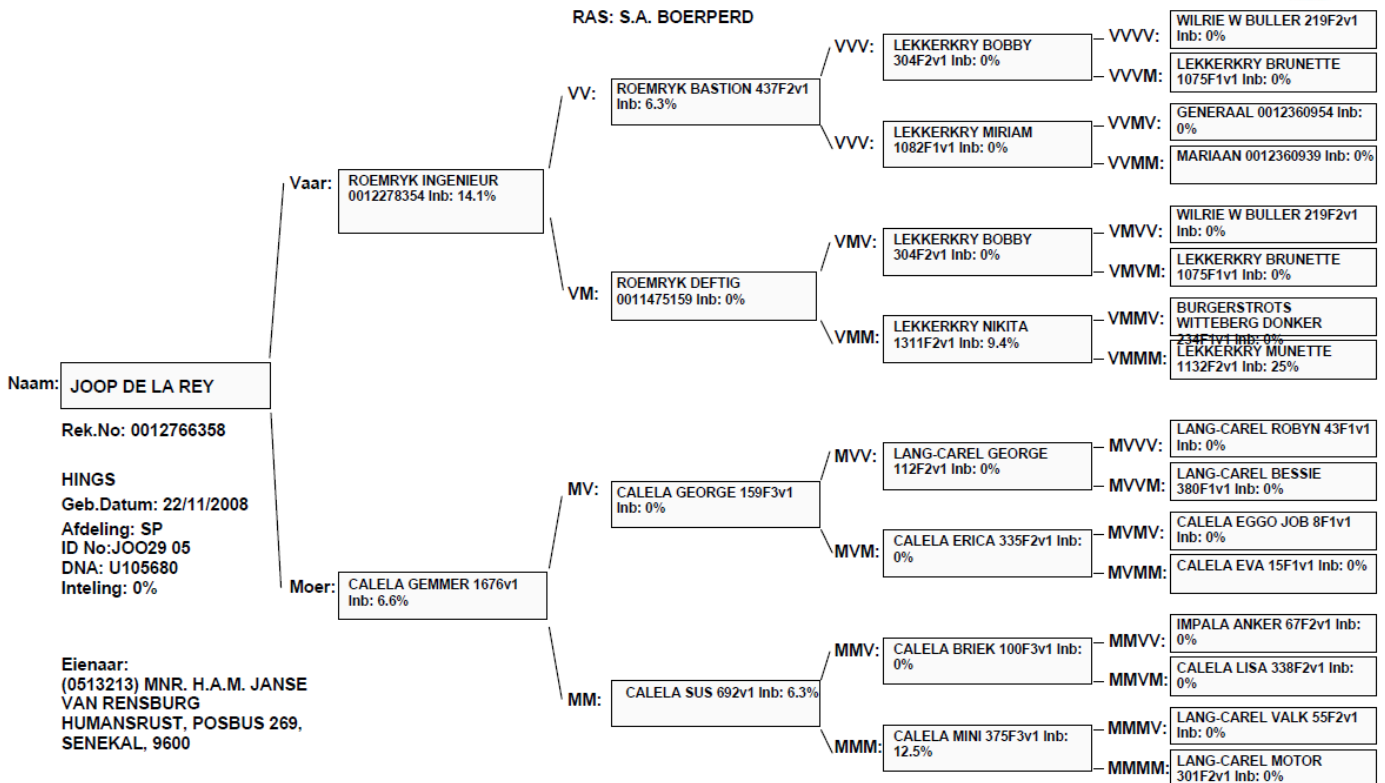 RAS: S.A. BOERPERD
Naam:
JOOP DE LA REY
Rek.No: 0012766358
HINGS
Geb.Datum: 22/11/2008
Afdeling: SP
ID No:JOO29 05
DNA: U105680
Inteling: 0%
Eienaar:
(0513213) MNR. H.A.M. JANSE
VAN RENSBURG
HUMANSRUST, POSBUS 269,
SENEKAL, 9600
Vaar:
ROEMRYK INGENIEUR
0012278354 Inb: 14.1%
Moer:
CALELA GEMMER 1676v1
Inb: 6.6%
VV:
ROEMRYK BASTION 437F2v1
Inb: 6.3%
VM:
ROEMRYK DEFTIG
0011475159 Inb: 0%
MV:
CALELA GEORGE 159F3v1
Inb: 0%
MM:
CALELA SUS 692v1 Inb: 6.3%
VVV:
LEKKERKRY BOBBY
304F2v1 Inb: 0%
VVV:
LEKKERKRY MIRIAM
1082F1v1 Inb: 0%
VMV:
LEKKERKRY BOBBY
304F2v1 Inb: 0%
VMM:
LEKKERKRY NIKITA
1311F2v1 Inb: 9.4%
MVV:
LANG-CAREL GEORGE
112F2v1 Inb: 0%
MVM:
CALELA ERICA 335F2v1 Inb:
0%
MMV:
CALELA BRIEK 100F3v1 Inb:
0%
MMM:
CALELA MINI 375F3v1 Inb:
12.5%
VVVV:
WILRIE W BULLER 219F2v1
Inb: 0%
VVVM:
LEKKERKRY BRUNETTE
1075F1v1 Inb: 0%
VVMV:
GENERAAL 0012360954 Inb:
0%
VVMM:
MARIAAN 0012360939 Inb: 0%
VMVV:
WILRIE W BULLER 219F2v1
Inb: 0%
VMVM:
LEKKERKRY BRUNETTE
1075F1v1 Inb: 0%
VMMV:
BURGERSTROTS
WITTEBERG DONKER
234F1v1 Inb: 0%
VMMM:
LEKKERKRY MUNETTE
1132F2v1 Inb: 25%
MVVV:
LANG-CAREL ROBYN 43F1v1
Inb: 0%
MVVM:
LANG-CAREL BESSIE
380F1v1 Inb: 0%
MVMV:
CALELA EGGO JOB 8F1v1
Inb: 0%
MVMM:
CALELA EVA 15F1v1 Inb: 0%
MMVV:
IMPALA ANKER 67F2v1 Inb:
0%
MMVM:
CALELA LISA 338F2v1 Inb:
0%
MMMV:
LANG-CAREL VALK 55F2v1
Inb: 0%
MMMM:
LANG-CAREL MOTOR
301F2v1 Inb: 0%